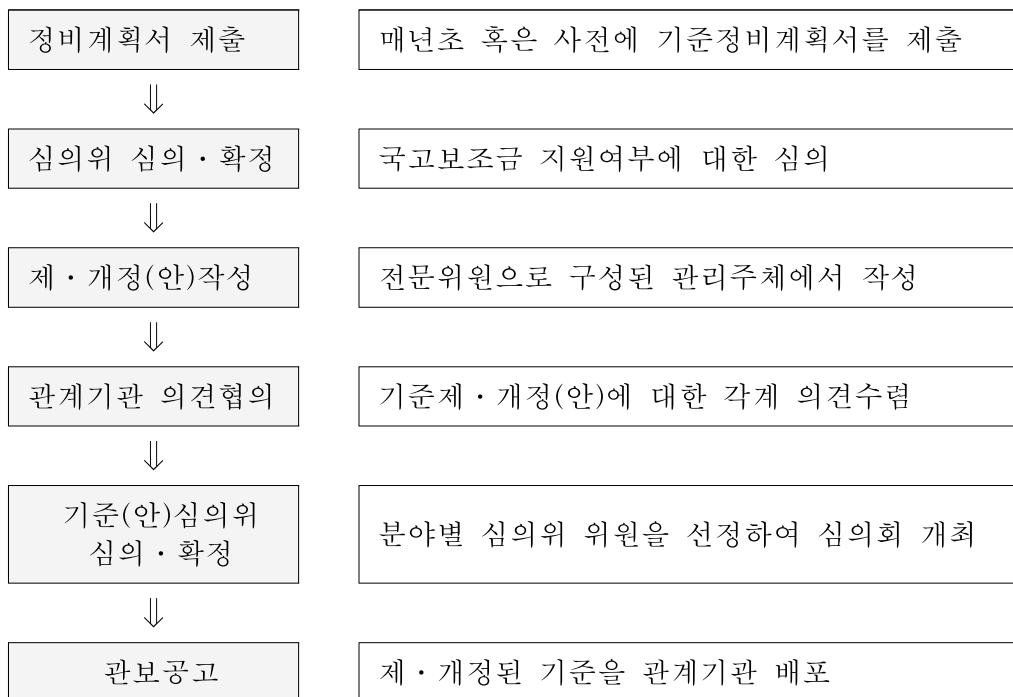 정비계획서 제출
매년초 혹은 사전에 기준정비계획서를 제출
⇓
심의위 심의・확정
국고보조금 지원여부에 대한 심의
⇓
제・개정(안)작성
전문위원으로 구성된 관리주체에서 작성
⇓
관계기관 의견협의
기준제・개정(안)에 대한 각계 의견수렴
⇓
기준(안)심의위
심의・확정
분야별 심의위 위원을 선정하여 심의회 개최
⇓
관보공고
제・개정된 기준을 관계기관 배포